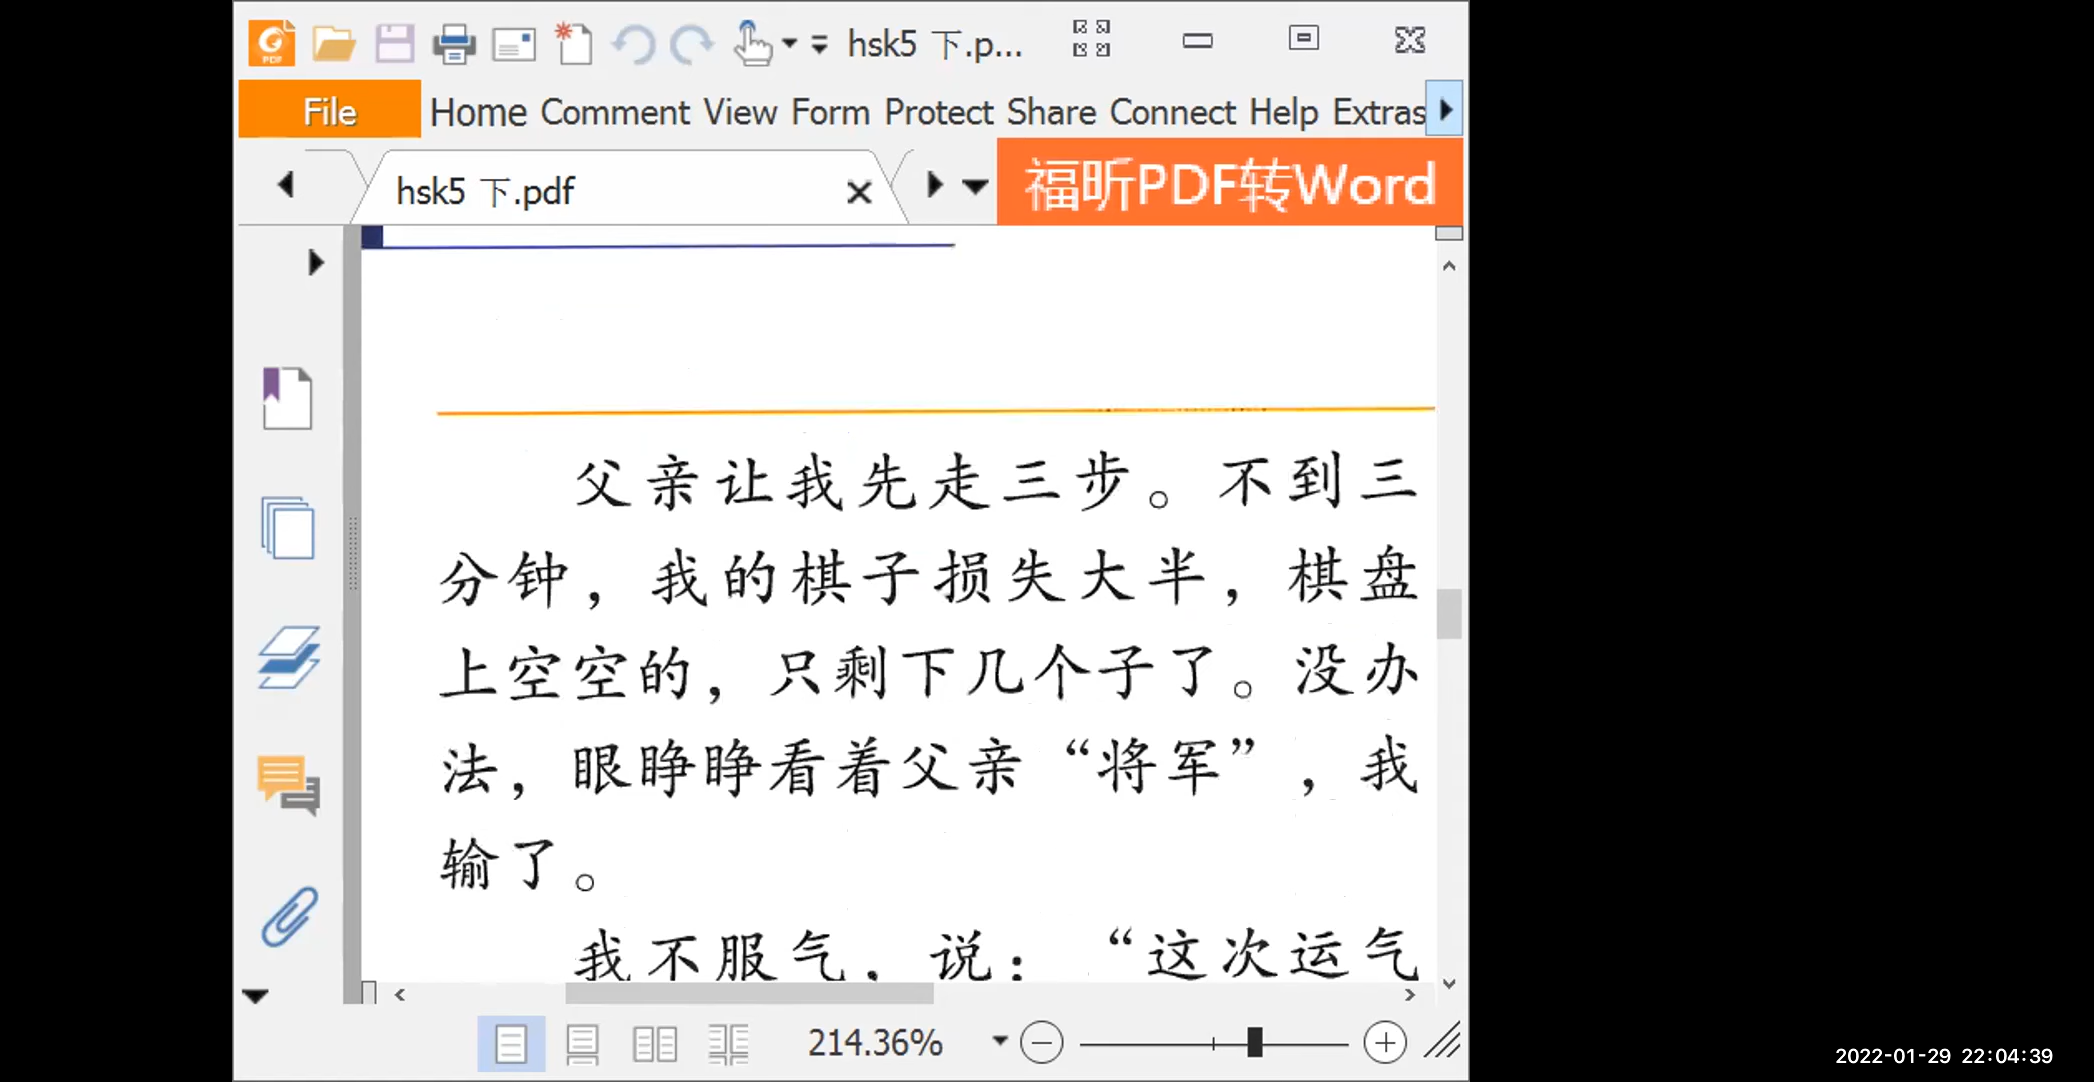 hsk5 下.p...
File Home Comment View Form Protect Share Connect Help Extras
hsk5 下.pdf
福昕PDF转Word
父亲让我先走三步。不到三
分钟，我的棋子损失大半，棋盘
上空空的，只剩下几个子了。没办
法，眼睁睁看着父亲“将军”，我
输了。
我不服气，说：“这次运气
214.36%
2022-01-29 22:04:39